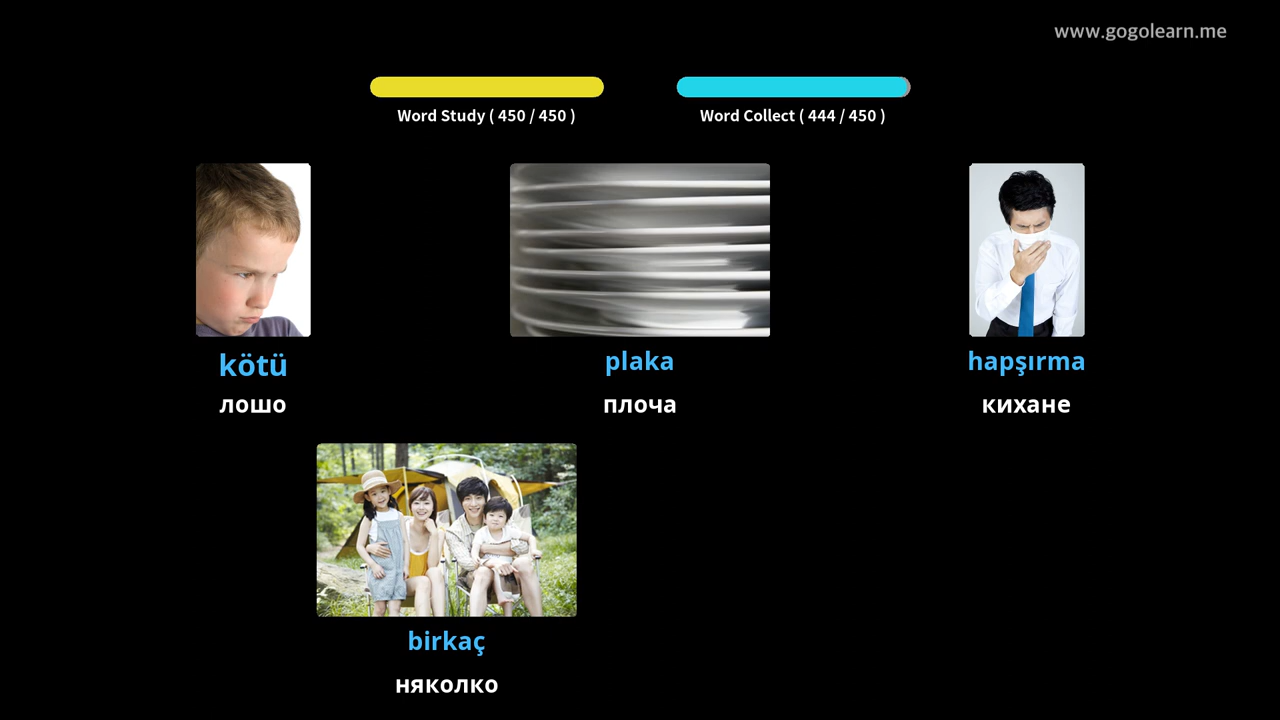 www.gogolearn.me
Word Study ( 450 / 450 )
Word Collect ( 444 / 450 )
kötü
plaka
hapşırma
лошо
плоча
кихане
birkaç
няколко